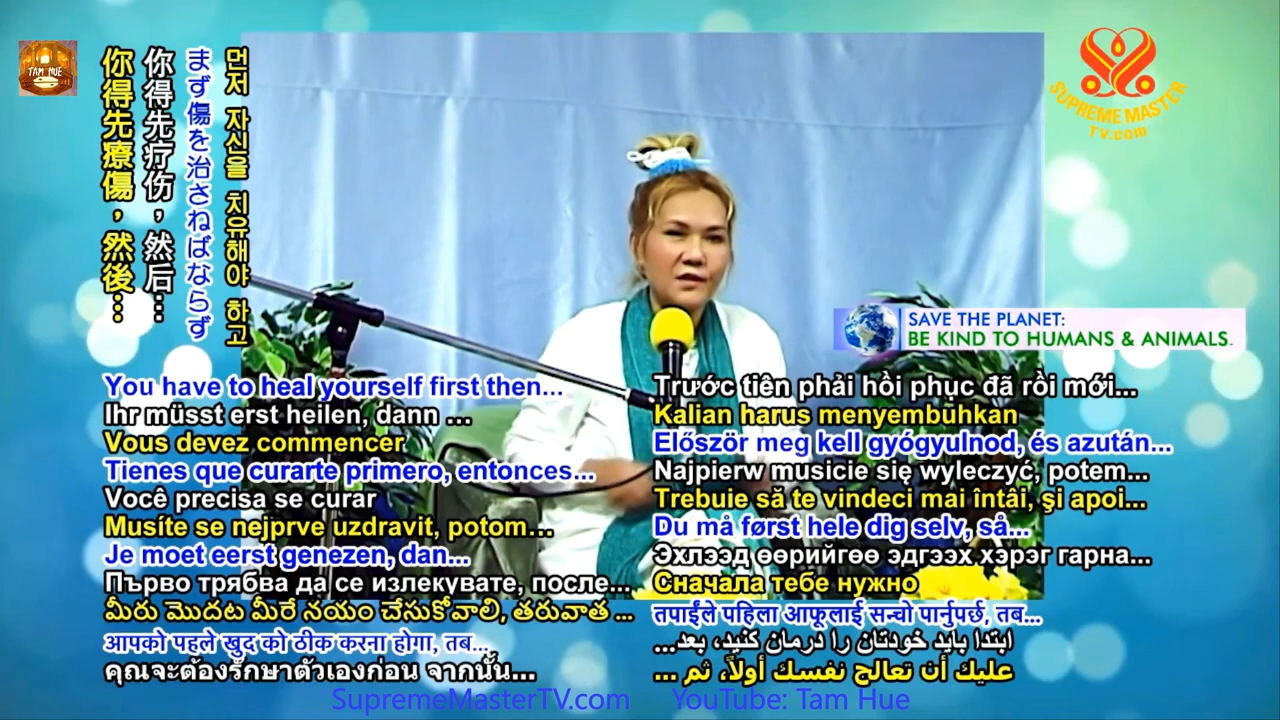 TAM HUE
你得先療傷，然後…
你得先疗伤，然后…
まず傷を治さねばならず
먼저 자신을 치유해야 하고
SUPREME MASTER
TV.com
SAVE THE PLANET:
BE KIND TO HUMANS & ANIMALS.
You have to heal yourself first then...
Ihr müsst erst heilen, dann ...
Vous devez commencer
Tienes que curarte primero, entonces...
Você precisa se curar
Musíte se nejprve uzdravit, potom...
Je moet eerst genezen, dan...
Първо трябва да се излекувате, после...
మీరు మొదట మీరే నయం చేసుకోవాలి, తరువాత ...
आपको पहले खुद को ठीक करना होगा, तब...
คุณจะต้องรักษาตัวเองก่อน จากนั้น...
Trước tiên phải hồi phục đã rồi mới...
Kalian harus menyembuhkan
Először meg kell gyógyulnod, és azután...
Najpierw musicie się wyleczyć, potem...
Trebuie să te vindeci mai întâi, şi apoi...
Du må først hele dig selv, så...
Эхлээд өөрийгөө эдгээх хэрэг гарна...
Сначала тебе нужно
तपाईंले पहिला आफूलाई सन्चो पार्नुपर्छ, तब...
ابتدا باید خودتان را درمان کنید، بعد...
عليك أن تعالج نفسك أولاً، ثم ...
SupremeMasterTV.com
YouTube: Tam Hue